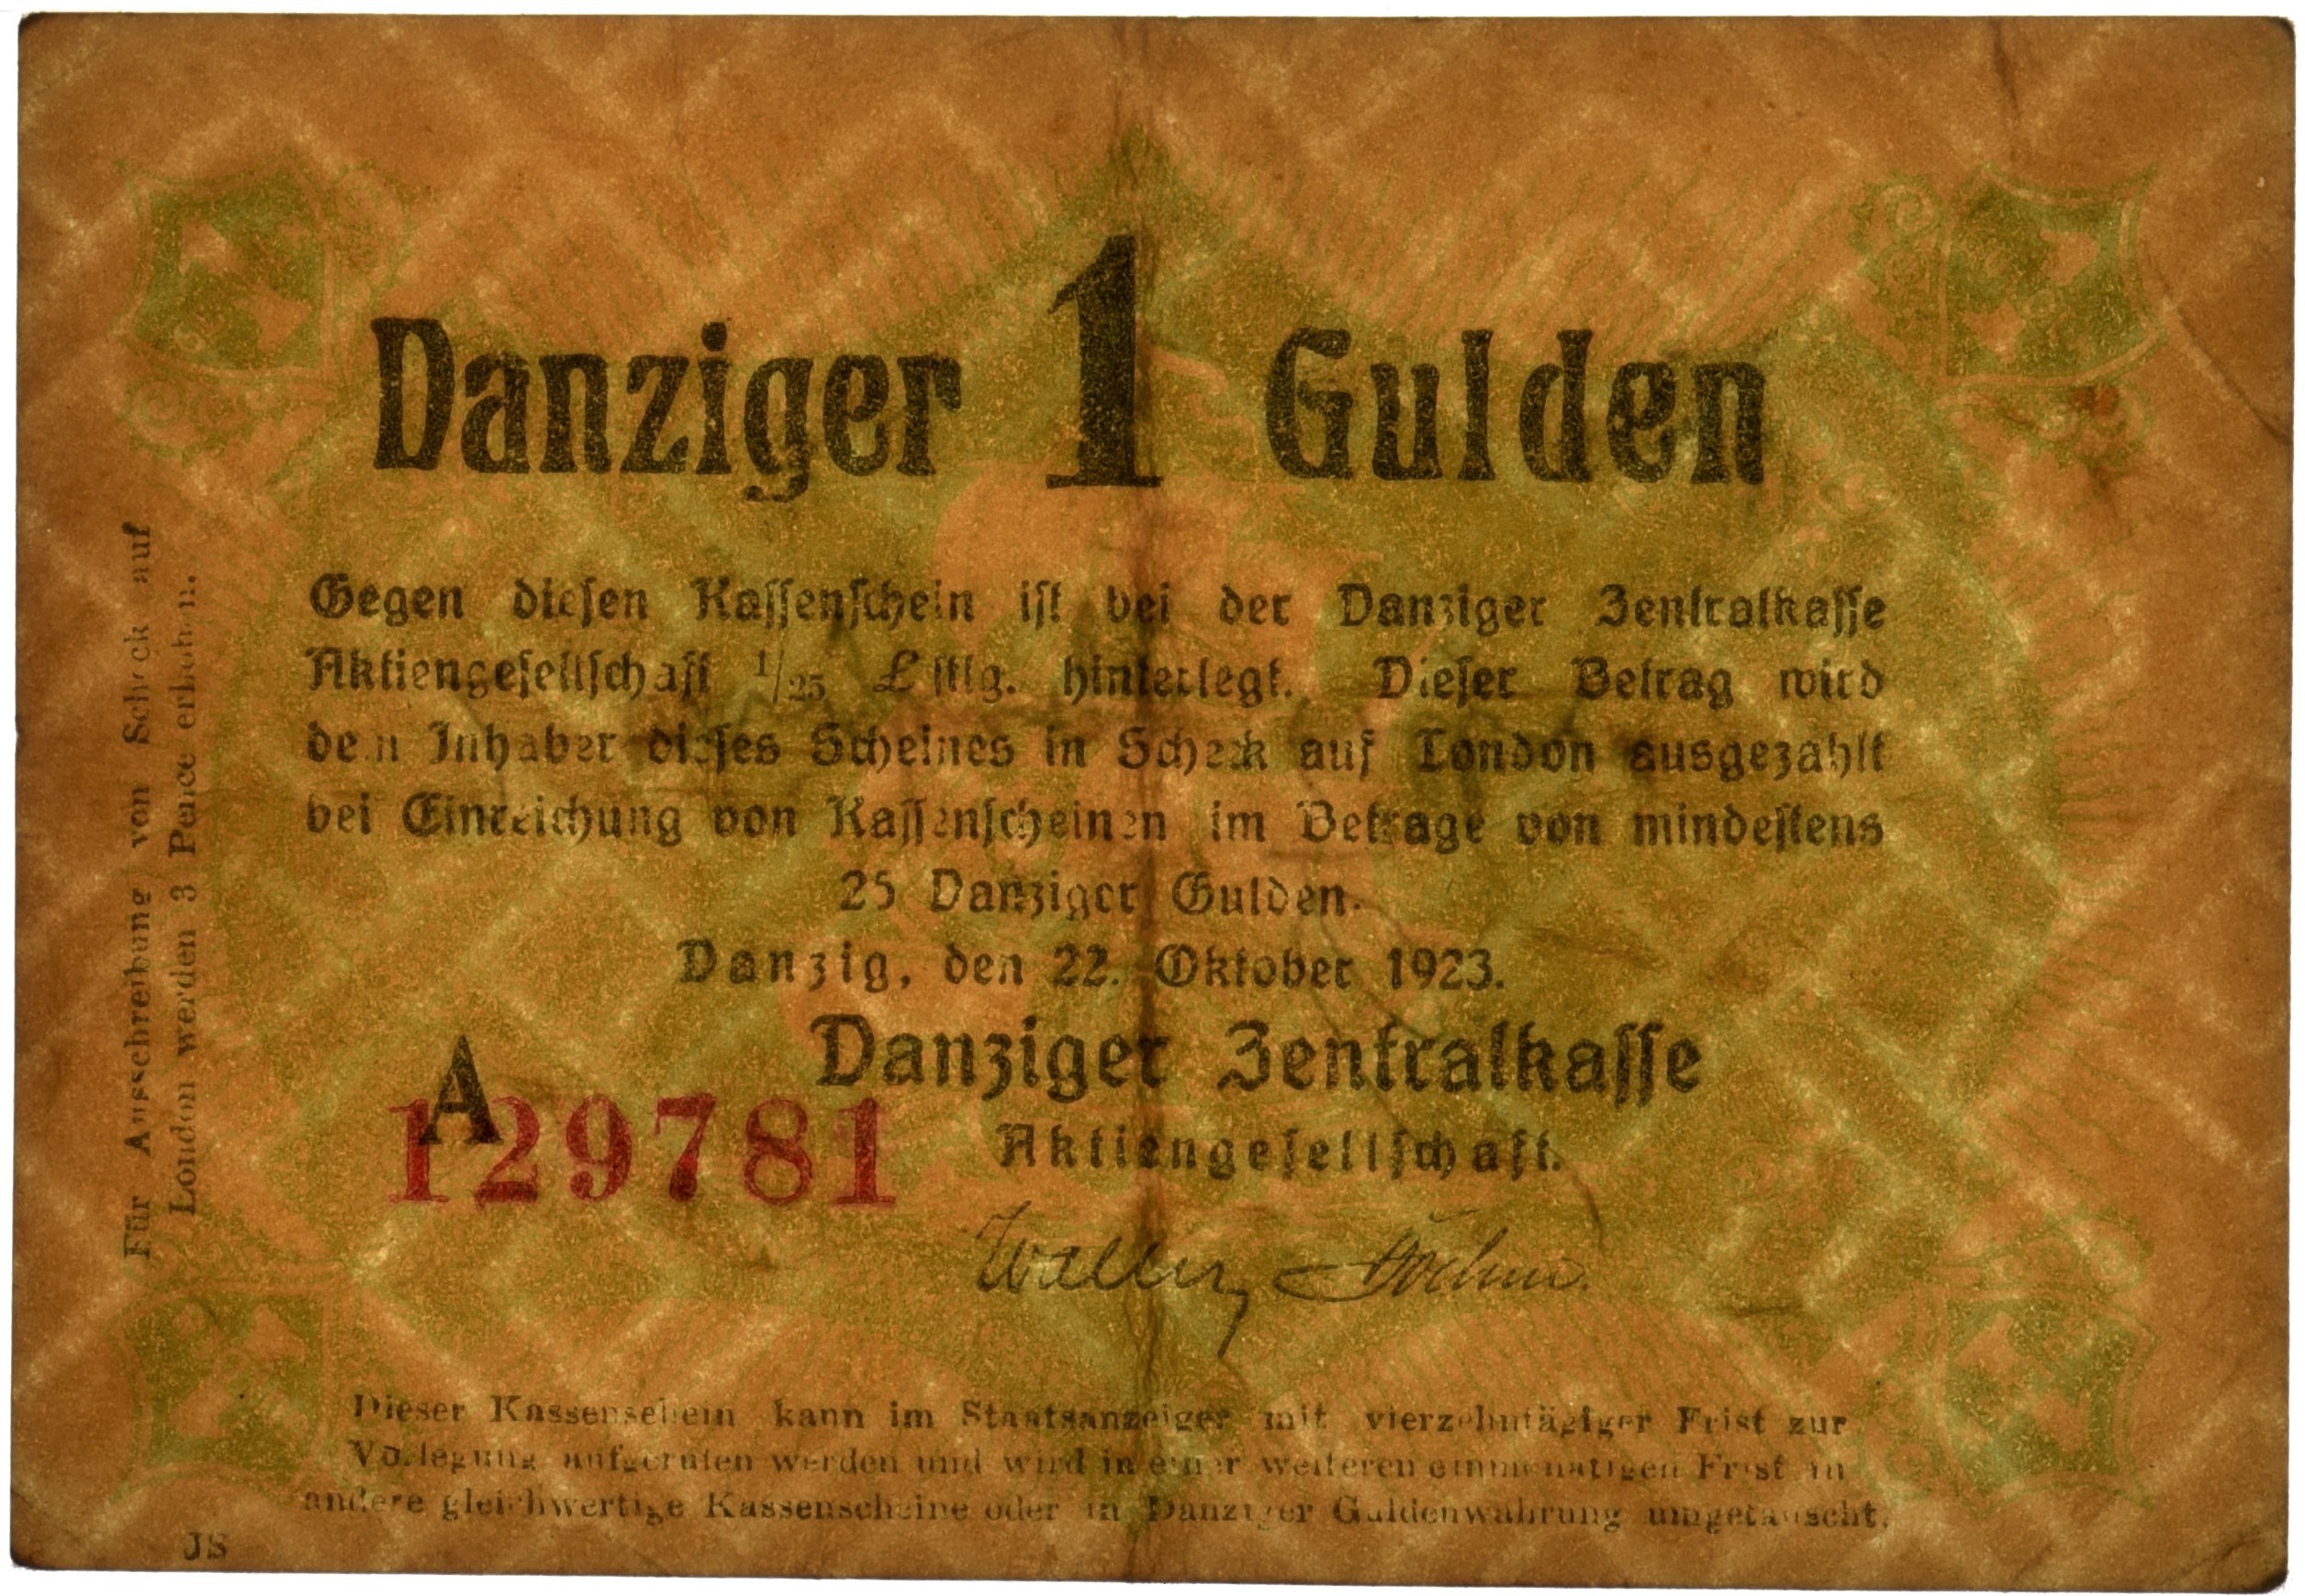 Danziger 1 Gulden
Gegen diesen Kassenschein ist bei der Danziger Zentralkasse
Aktiengesellschaft 1/25 £ stlg. hinterlegt. Dieser Betrag wird
dem Inhaber dieses Scheines in Scheck auf London ausgezahlt
bei Einreichung von Kassenscheinen im Betrage von mindestens
25 Danziger Gulden.
Danzig, den 22. Oktober 1923.
Danziger Zentralkasse
Aktiengesellschaft.
A
129781
Für Ausschreibung von Scheck auf
London werden 3 Pence erhoben.
Dieser Kassenschein kann im Staatsanzeiger mit vierzehntägiger Frist zur
Vorlegung aufgerufen werden und wird in einer weiteren einmonatigen Frist in
andere gleichwertige Kassenscheine oder in Danziger Guldenwährung umgetauscht.
JS